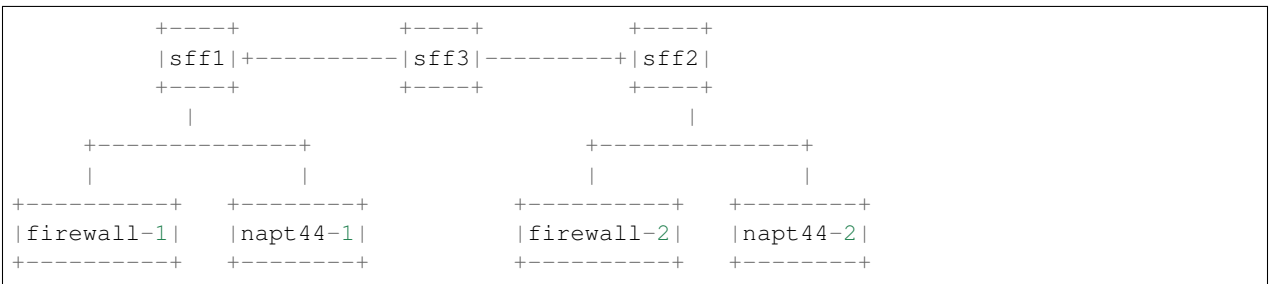 +----+ +----+ +----+
|sff1|+----------|sff3|---------+|sff2|
+----+ +----+ +----+
| |
+--------------+ +--------------+
| | | |
+----------+ +--------+ +----------+ +--------+
|firewall-1| |napt44-1| |firewall-2| |napt44-2|
+----------+ +--------+ +----------+ +--------+